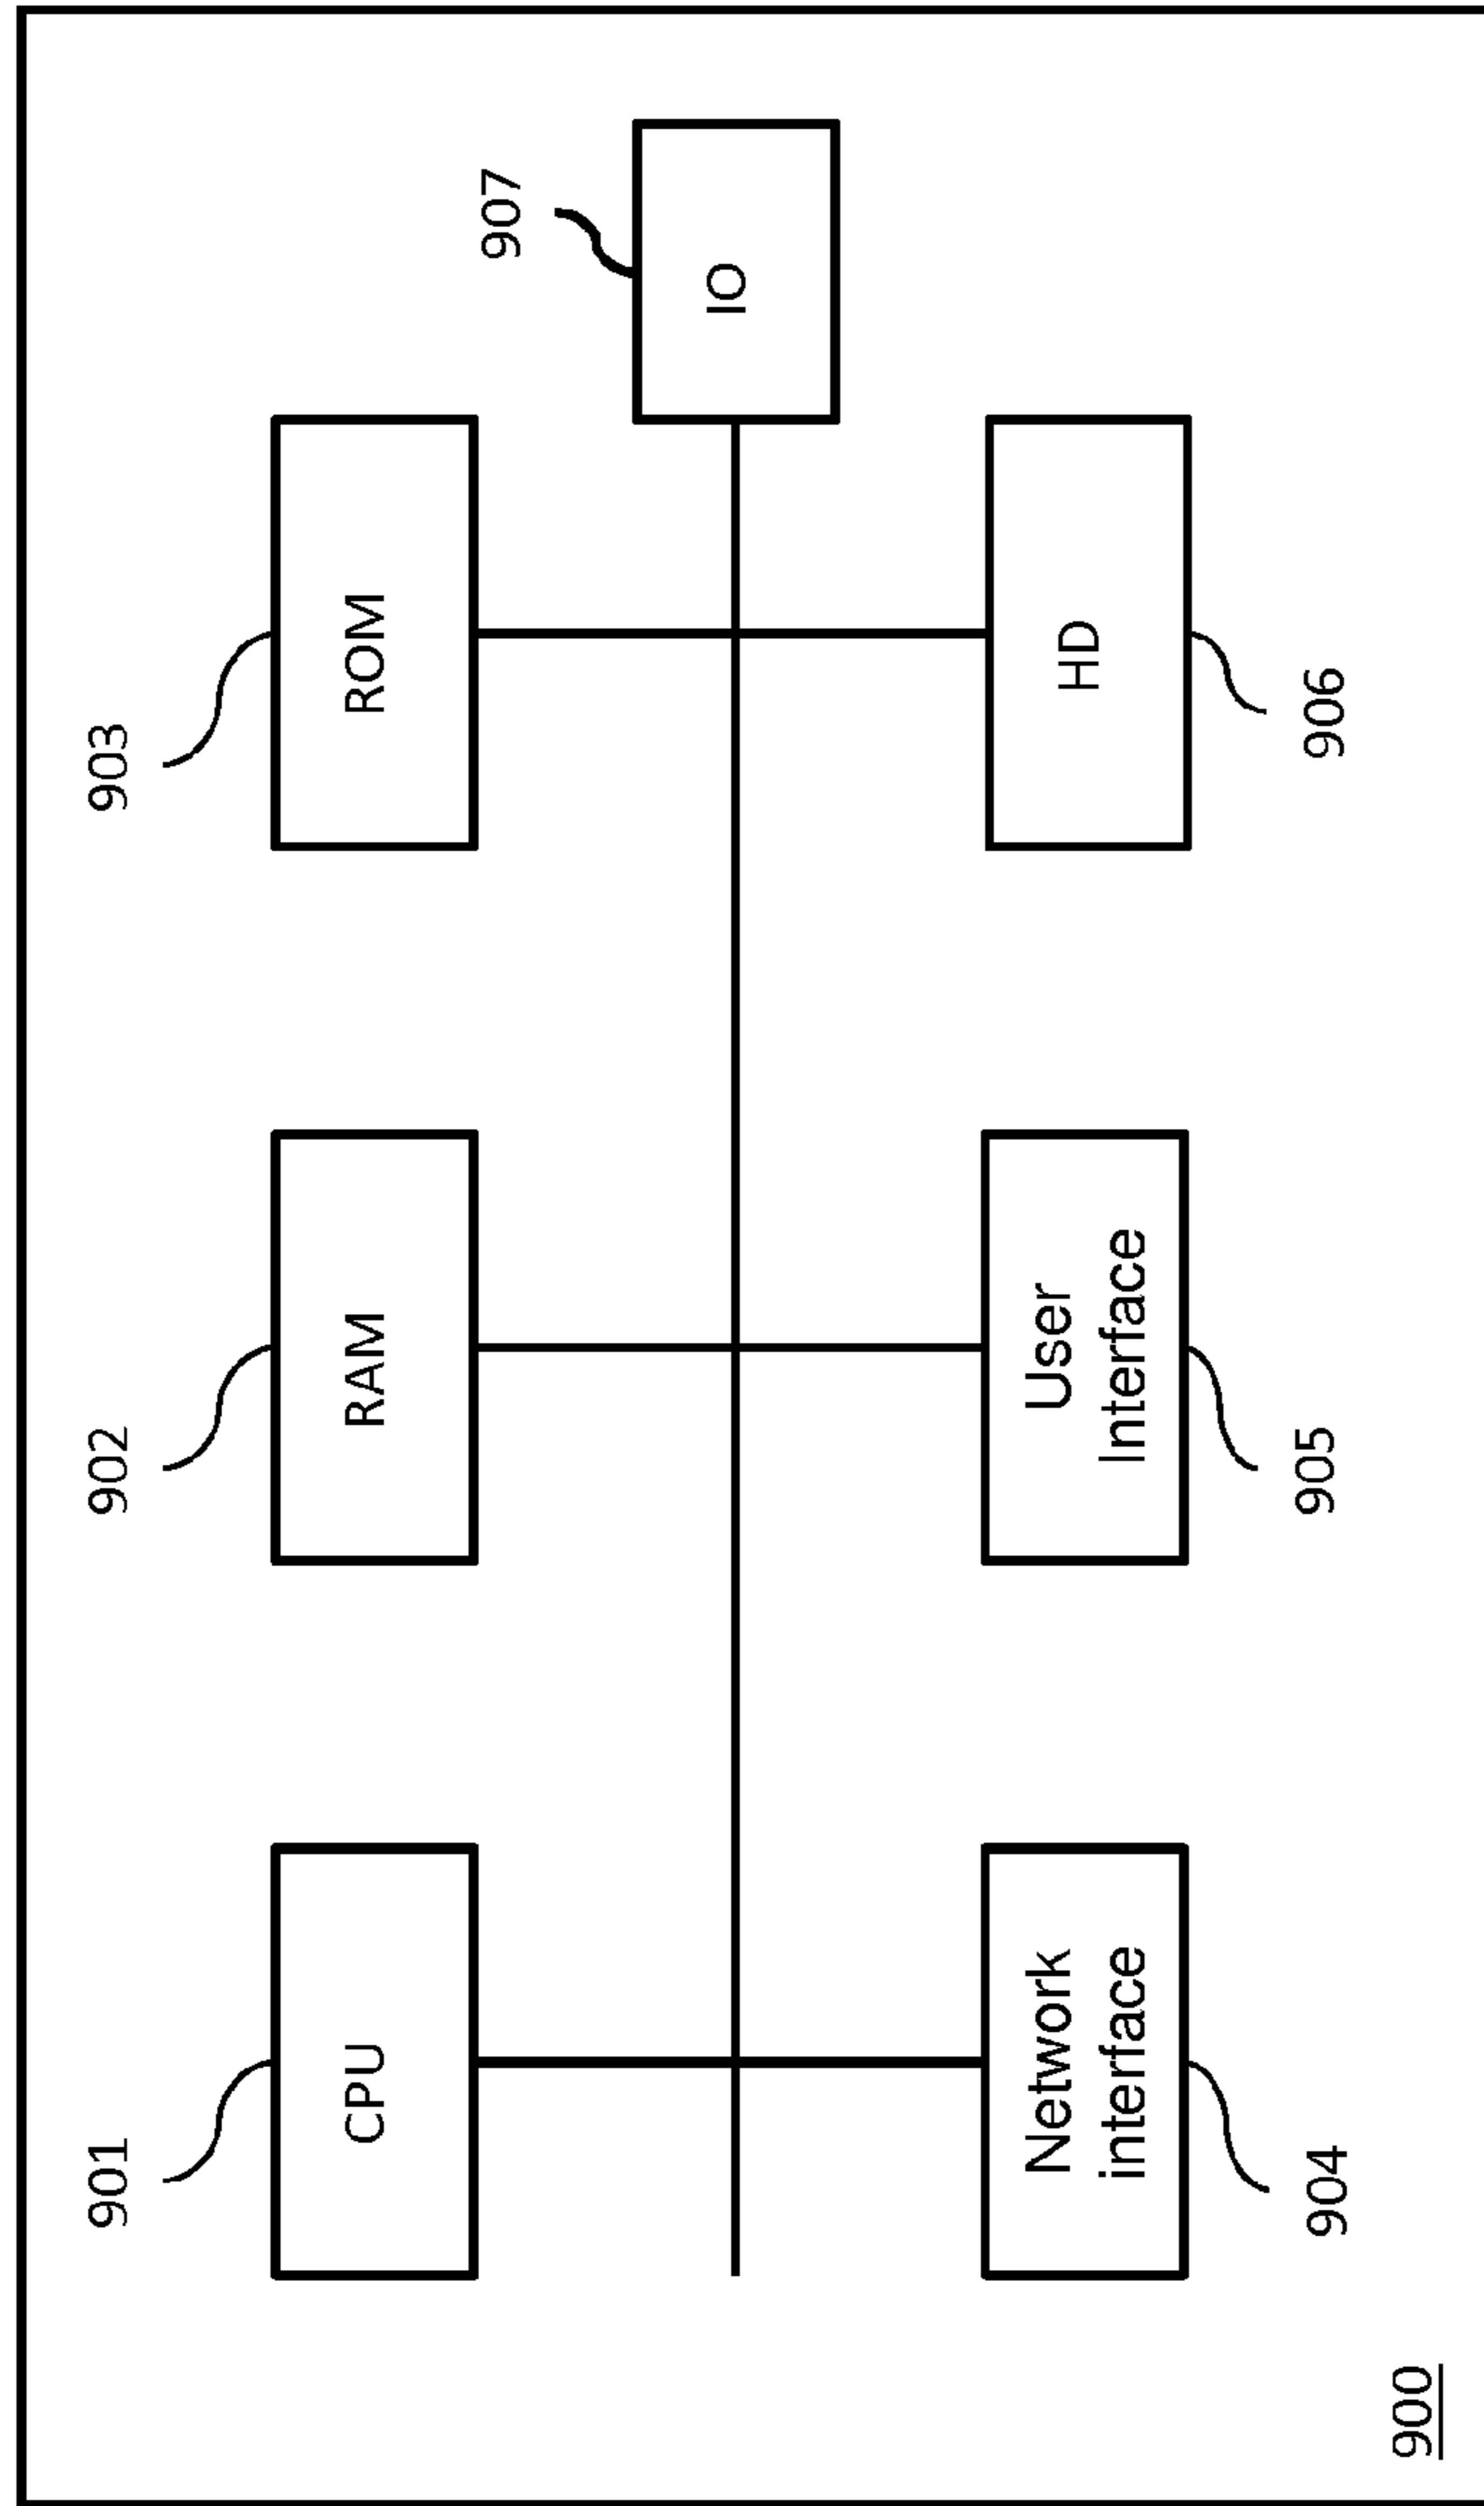 901
902
903
CPU
RAM
ROM
907
IO
Network
interface
User
Interface
HD
904
905
906
900